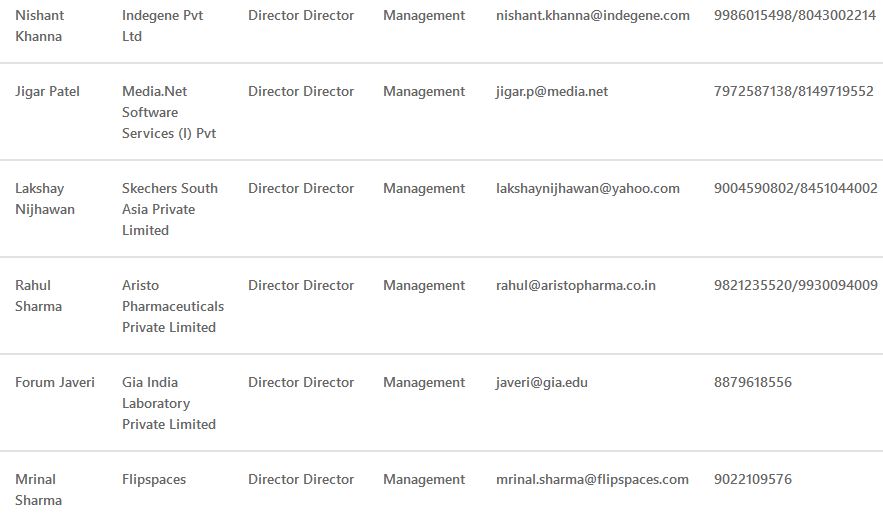 Nishant Khanna Indegene Pvt Ltd Director Director Management nishant.khanna@indegene.com 9986015498/8043002214
Jigar Patel Media.Net Software Services (I) Pvt Director Director Management jigar.p@media.net 7972587138/8149719552
Lakshay Nijhawan Skechers South Asia Private Limited Director Director Management lakshaynijhawan@yahoo.com 9004590802/8451044002
Rahul Sharma Aristo Pharmaceuticals Private Limited Director Director Management rahul@aristopharma.co.in 9821235520/9930094009
Forum Javeri Gia India Laboratory Private Limited Director Director Management javeri@gia.edu 8879618556
Mrinal Sharma Flipspaces Director Director Management mrinal.sharma@flipspaces.com 9022109576